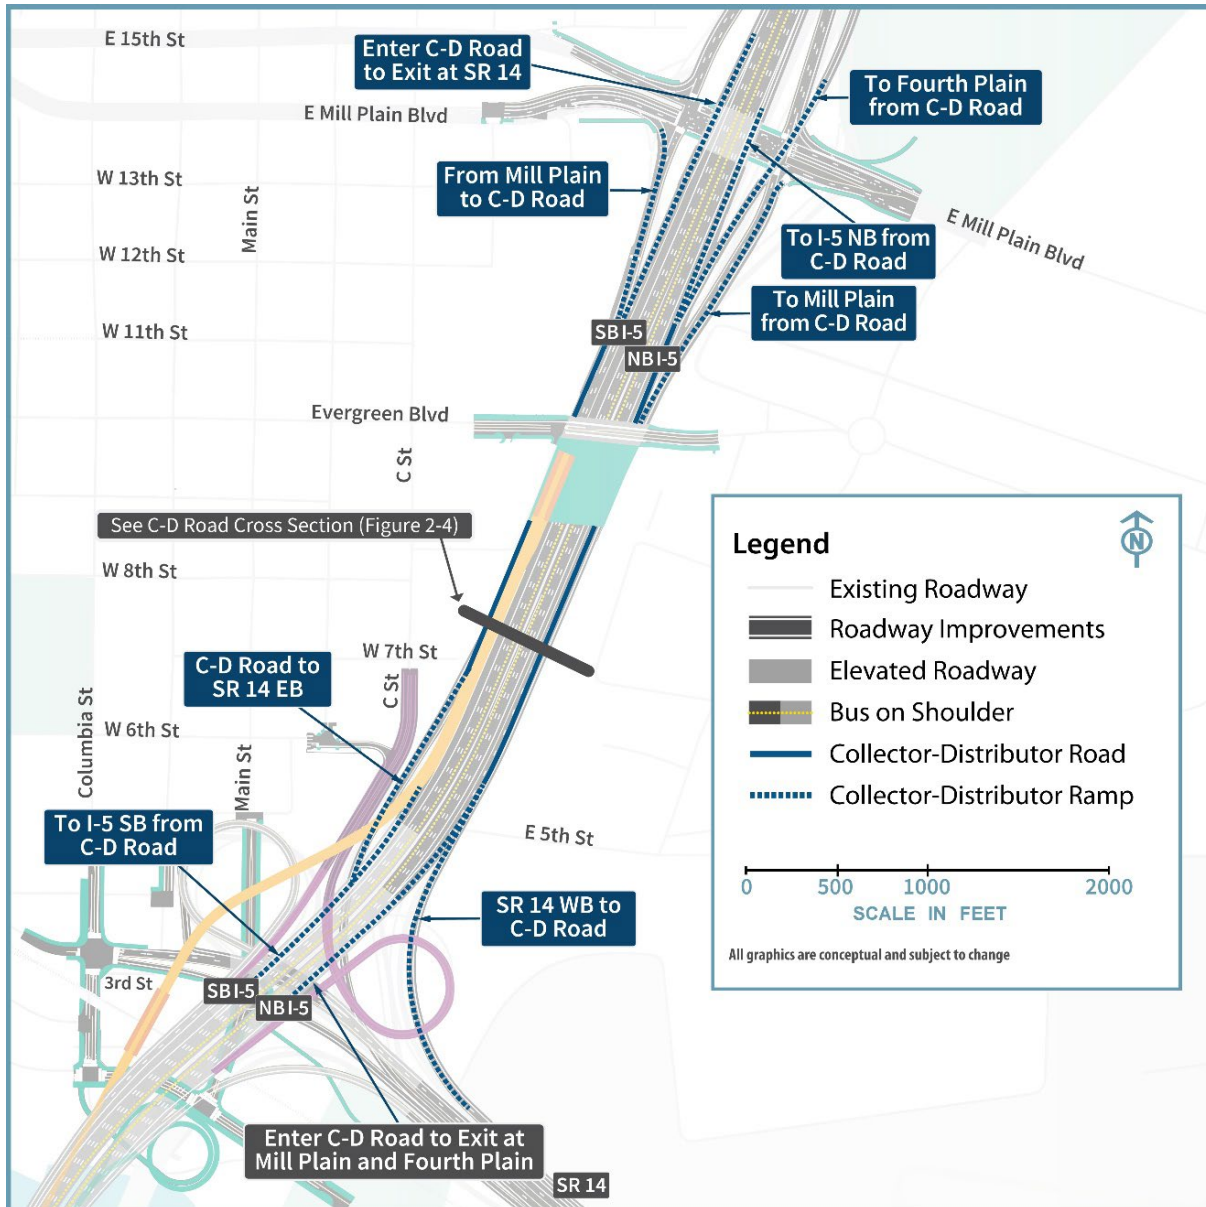 E 15th St
Enter C-D Road
to Exit at SR 14
To Fourth Plain
from C-D Road
E Mill Plain Blvd
W 13th St
Main St
From Mill Plain
to C-D Road
E Mill Plain Blvd
To I-5 NB from
C-D Road
W 12th St
To Mill Plain
from C-D Road
W 11th St
SB I-5
NB I-5
Evergreen Blvd
C St
See C-D Road Cross Section (Figure 2-4)
W 8th St
W 7th St
C-D Road to
SR 14 EB
C St
Columbia St
W 6th St
Main St
To I-5 SB from
C-D Road
E 5th St
SR 14 WB to
C-D Road
3rd St
SB I-5
NB I-5
Enter C-D Road to Exit at
Mill Plain and Fourth Plain
SR 14
Legend
N
Existing Roadway
Roadway Improvements
Elevated Roadway
Bus on Shoulder
Collector-Distributor Road
Collector-Distributor Ramp
0 500 1000 2000
SCALE IN FEET
All graphics are conceptual and subject to change